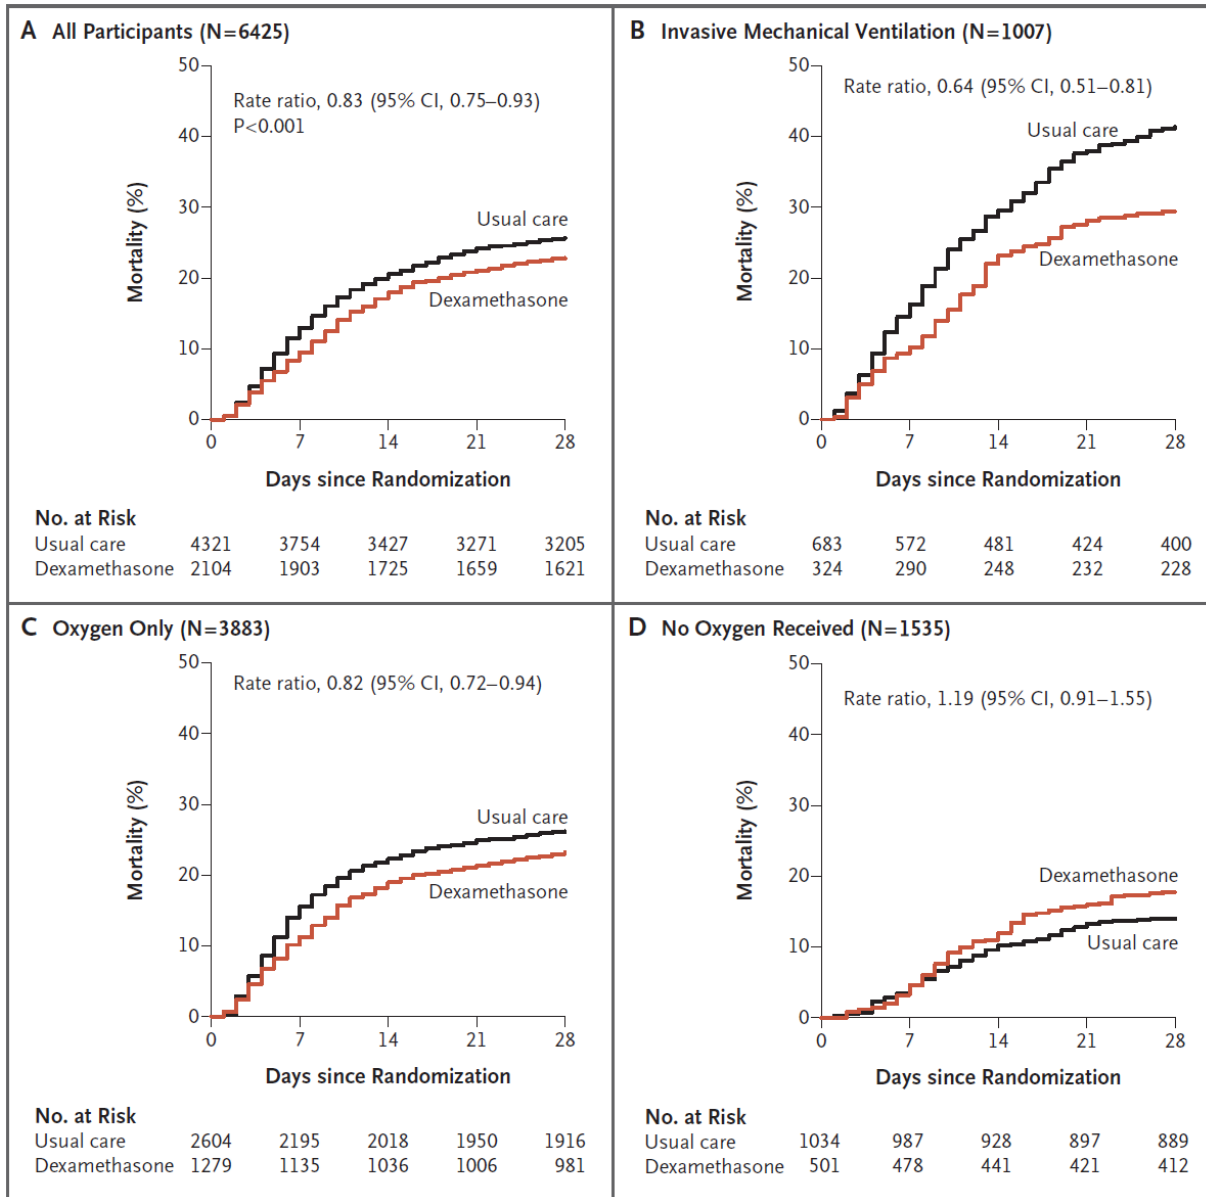 A All Participants (N=6425)
50
40
30
20
10
0
Mortality (%)
Rate ratio, 0.83 (95% CI, 0.75–0.93)
P<0.001
Usual care
Dexamethasone
0 7 14 21 28
Days since Randomization
No. at Risk
Usual care 4321 3754 3427 3271 3205
Dexamethasone 2104 1903 1725 1659 1621
B Invasive Mechanical Ventilation (N=1007)
50
40
30
20
10
0
Mortality (%)
Rate ratio, 0.64 (95% CI, 0.51–0.81)
Usual care
Dexamethasone
0 7 14 21 28
Days since Randomization
No. at Risk
Usual care 683 572 481 424 400
Dexamethasone 324 290 248 232 228
C Oxygen Only (N=3883)
50
40
30
20
10
0
Mortality (%)
Rate ratio, 0.82 (95% CI, 0.72–0.94)
Usual care
Dexamethasone
0 7 14 21 28
Days since Randomization
No. at Risk
Usual care 2604 2195 2018 1950 1916
Dexamethasone 1279 1135 1036 1006 981
D No Oxygen Received (N=1535)
50
40
30
20
10
0
Mortality (%)
Rate ratio, 1.19 (95% CI, 0.91–1.55)
Dexamethasone
Usual care
0 7 14 21 28
Days since Randomization
No. at Risk
Usual care 1034 987 928 897 889
Dexamethasone 501 478 441 421 412